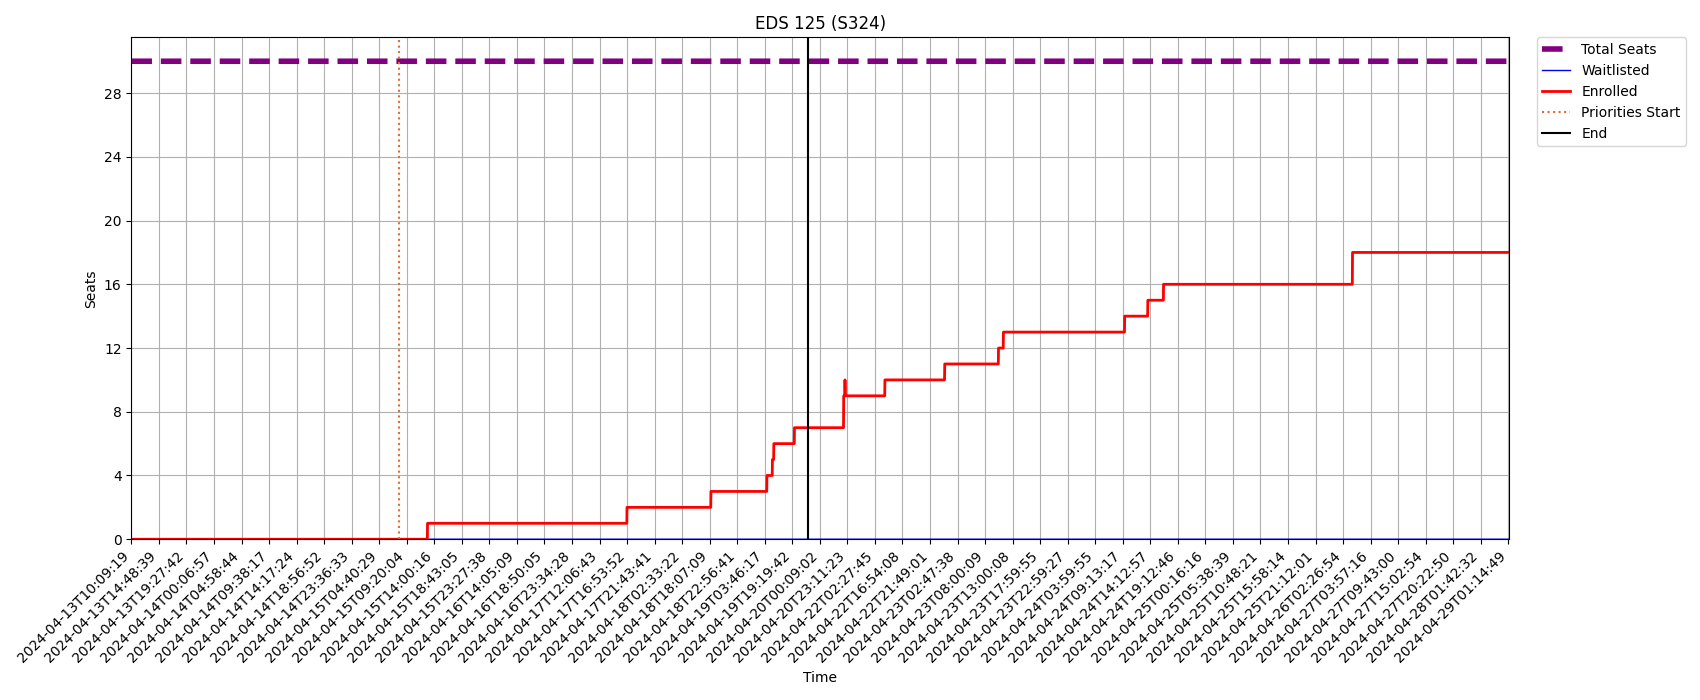 EDS 125 (S324)
Total Seats
Waitlisted
Enrolled
Priorities Start
End
Seats
28
24
20
16
12
8
4
0
2024-04-13T10:09:19
2024-04-13T14:48:39
2024-04-13T19:27:42
2024-04-14T00:06:57
2024-04-14T04:58:44
2024-04-14T09:38:17
2024-04-14T14:17:24
2024-04-14T18:56:52
2024-04-14T23:36:33
2024-04-15T04:40:29
2024-04-15T09:20:04
2024-04-15T14:00:16
2024-04-15T18:43:05
2024-04-15T23:27:38
2024-04-16T14:05:09
2024-04-16T18:50:05
2024-04-16T23:34:28
2024-04-17T12:06:43
2024-04-17T16:53:52
2024-04-17T21:43:41
2024-04-18T02:33:22
2024-04-18T18:07:09
2024-04-18T22:56:41
2024-04-19T03:46:17
2024-04-19T19:19:42
2024-04-20T00:09:02
2024-04-20T23:11:23
2024-04-22T02:27:45
2024-04-22T16:54:08
2024-04-22T21:49:01
2024-04-23T02:47:38
2024-04-23T08:00:09
2024-04-23T13:00:08
2024-04-23T17:59:55
2024-04-23T22:59:27
2024-04-24T03:59:55
2024-04-24T09:13:17
2024-04-24T14:12:57
2024-04-24T19:12:46
2024-04-25T00:16:16
2024-04-25T05:38:39
2024-04-25T10:48:21
2024-04-25T15:58:14
2024-04-25T21:12:01
2024-04-26T02:26:54
2024-04-27T03:57:16
2024-04-27T09:43:00
2024-04-27T15:02:54
2024-04-27T20:22:50
2024-04-28T01:42:32
2024-04-29T01:14:49
Time